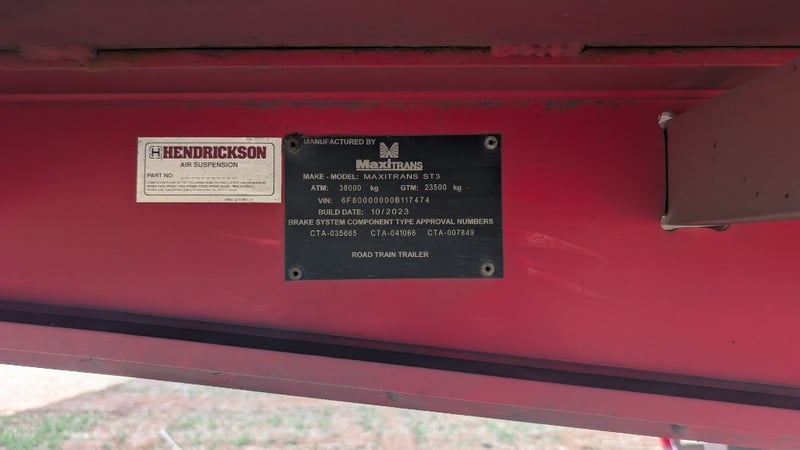 HENDRICKSON
AIR SUSPENSION
PART NO:
MANUFACTURED BY
MaxiTRANS
MAKE - MODEL: MAXITRANS ST3
ATM: 38000 kg GTM: 23500 kg
VIN: 6F80000000B117474
BUILD DATE: 10/2023
BRAKE SYSTEM COMPONENT TYPE APPROVAL NUMBERS
CTA-035665 CTA-041066 CTA-007849
ROAD TRAIN TRAILER